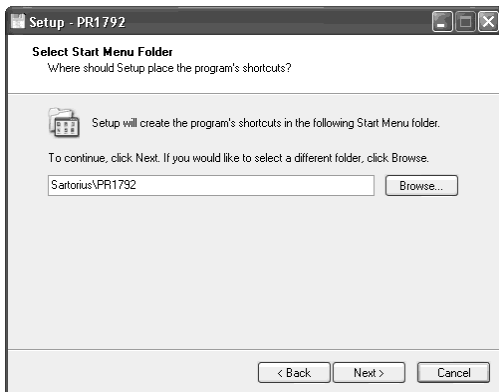 Setup - PR1792
Select Start Menu Folder
Where should Setup place the program's shortcuts?
Setup will create the program's shortcuts in the following Start Menu folder.
To continue, click Next. If you would like to select a different folder, click Browse.
Sartorius\PR1792
Browse...
< Back
Next >
Cancel